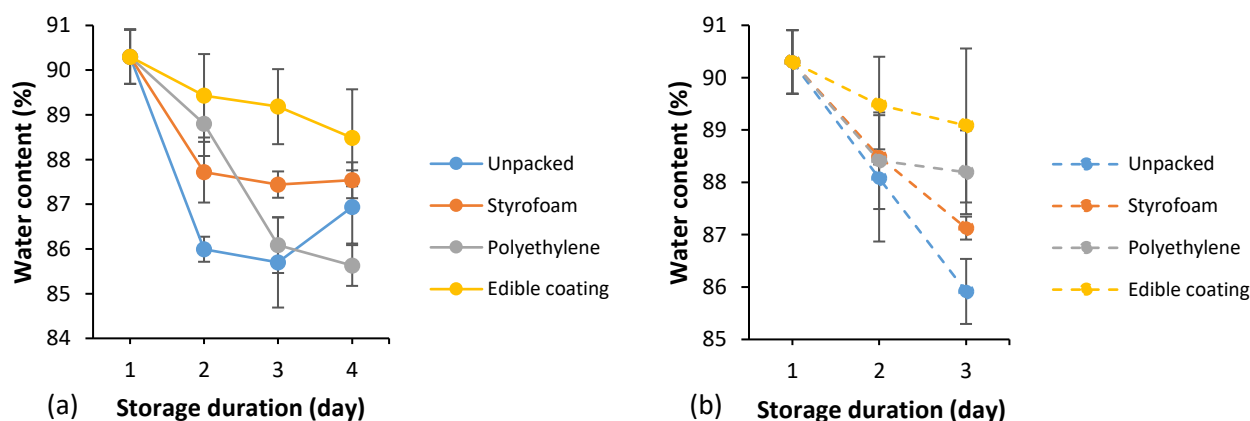 91
90
89
88
87
86
85
84
Water content (%)
1 2 3 4
Storage duration (day)
(a)
Unpacked
Styrofoam
Polyethylene
Edible coating
91
90
89
88
87
86
85
Water content (%)
1 2 3
Storage duration (day)
(b)
Unpacked
Styrofoam
Polyethylene
Edible coating